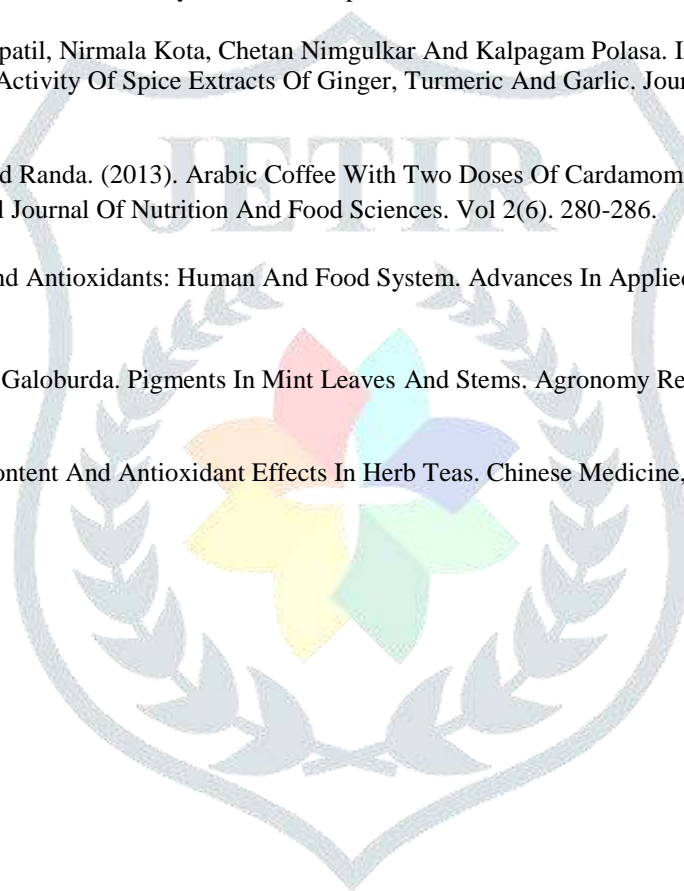 patil, Nirmala Kota, Chetan Nimgulkar And Kalpagam Polasa. I
Activity Of Spice Extracts Of Ginger, Turmeric And Garlic. Jour
JETIR
d Randa. (2013). Arabic Coffee With Two Doses Of Cardamom
l Journal Of Nutrition And Food Sciences. Vol 2(6). 280-286.
nd Antioxidants: Human And Food System. Advances In Applied
Galoburda. Pigments In Mint Leaves And Stems. Agronomy Re
ontent And Antioxidant Effects In Herb Teas. Chinese Medicine,